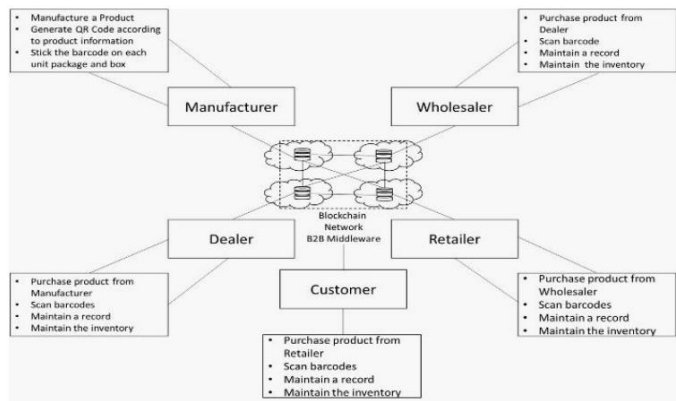 • Manufacture a Product
• Generate QR Code according
to product information
• Stick the barcode on each
unit package and box
• Purchase product from
Dealer
• Scan barcode
• Maintain a record
• Maintain the inventory
Manufacturer
Wholesaler
Blockchain
Network
B2B Middleware
Dealer
Retailer
• Purchase product from
Manufacturer
• Scan barcodes
• Maintain a record
• Maintain the inventory
Customer
• Purchase product from
Wholesaler
• Scan barcodes
• Maintain a record
• Maintain the inventory
• Purchase product from
Retailer
• Scan barcodes
• Maintain a record
• Maintain the inventory